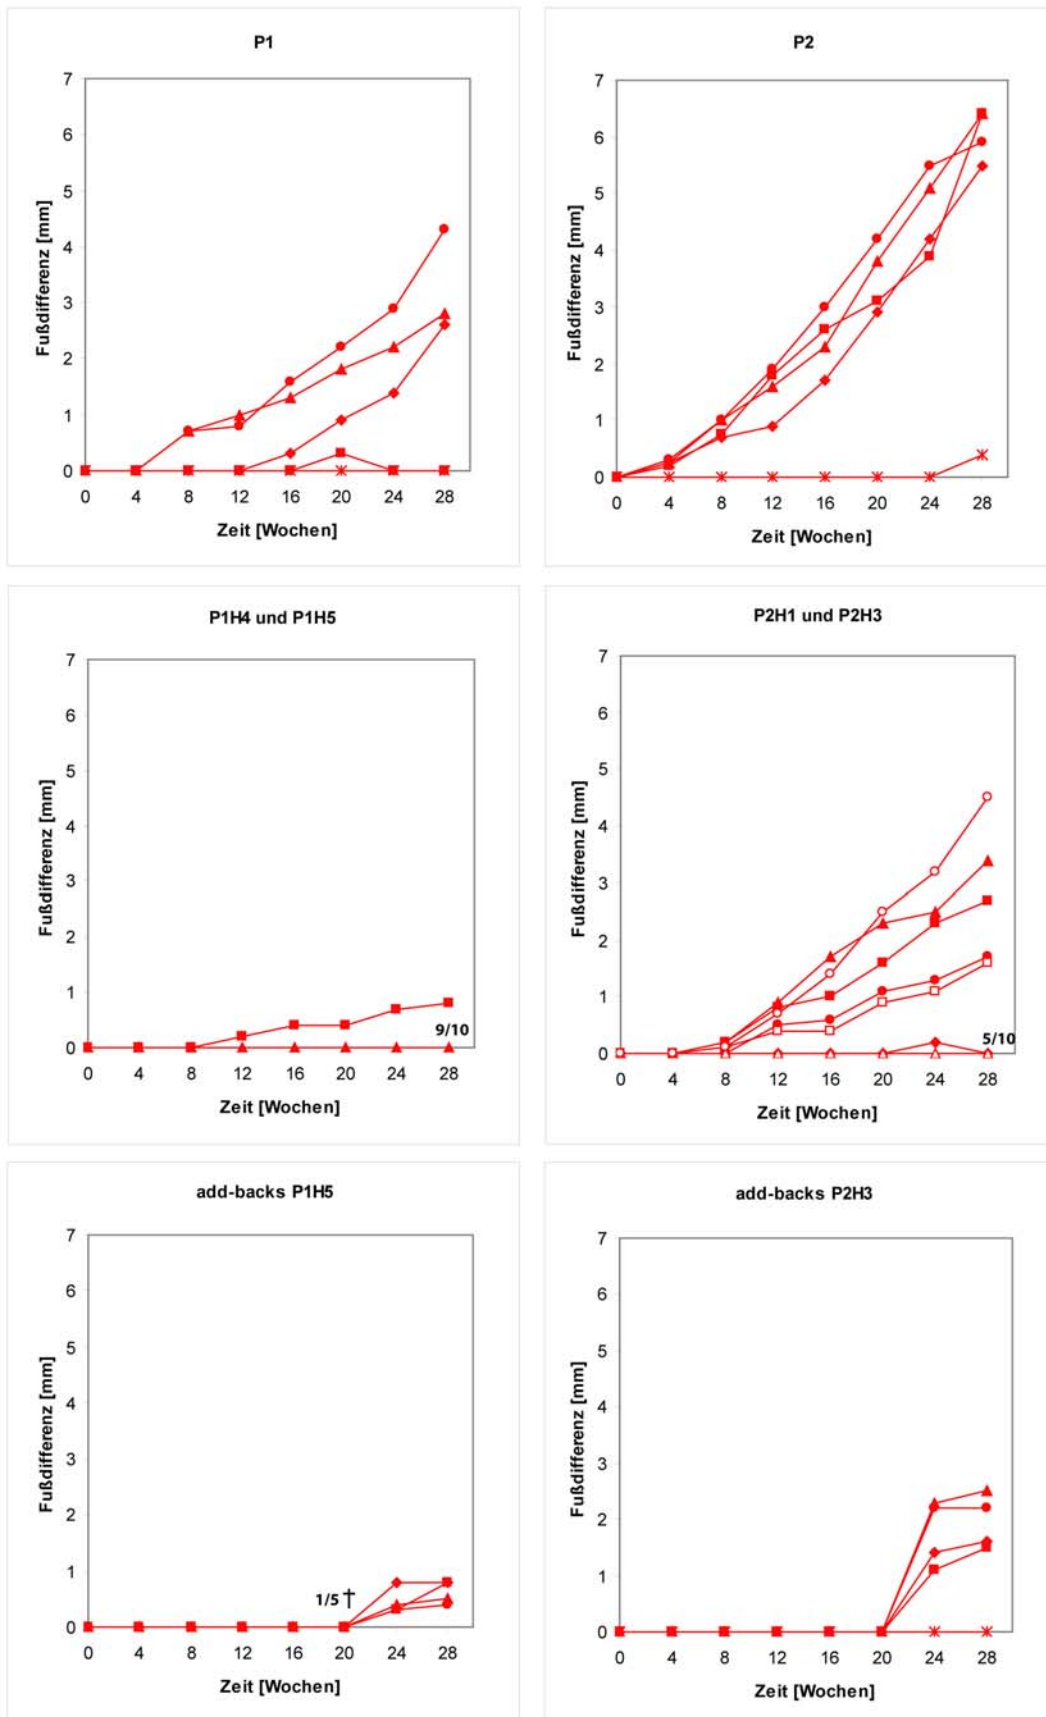 P1
7
6
5
4
3
2
1
0
0 4 8 12 16 20 24 28
Fußdifferenz [mm]
Zeit [Wochen]
P2
7
6
5
4
3
2
1
0
0 4 8 12 16 20 24 28
Fußdifferenz [mm]
Zeit [Wochen]
P1H4 und P1H5
7
6
5
4
3
2
1
0
9/10
0 4 8 12 16 20 24 28
Fußdifferenz [mm]
Zeit [Wochen]
P2H1 und P2H3
7
6
5
4
3
2
1
0
5/10
0 4 8 12 16 20 24 28
Fußdifferenz [mm]
Zeit [Wochen]
add-backs P1H5
7
6
5
4
3
2
1
0
1/5 †
0 4 8 12 16 20 24 28
Fußdifferenz [mm]
Zeit [Wochen]
add-backs P2H3
7
6
5
4
3
2
1
0
0 4 8 12 16 20 24 28
Fußdifferenz [mm]
Zeit [Wochen]